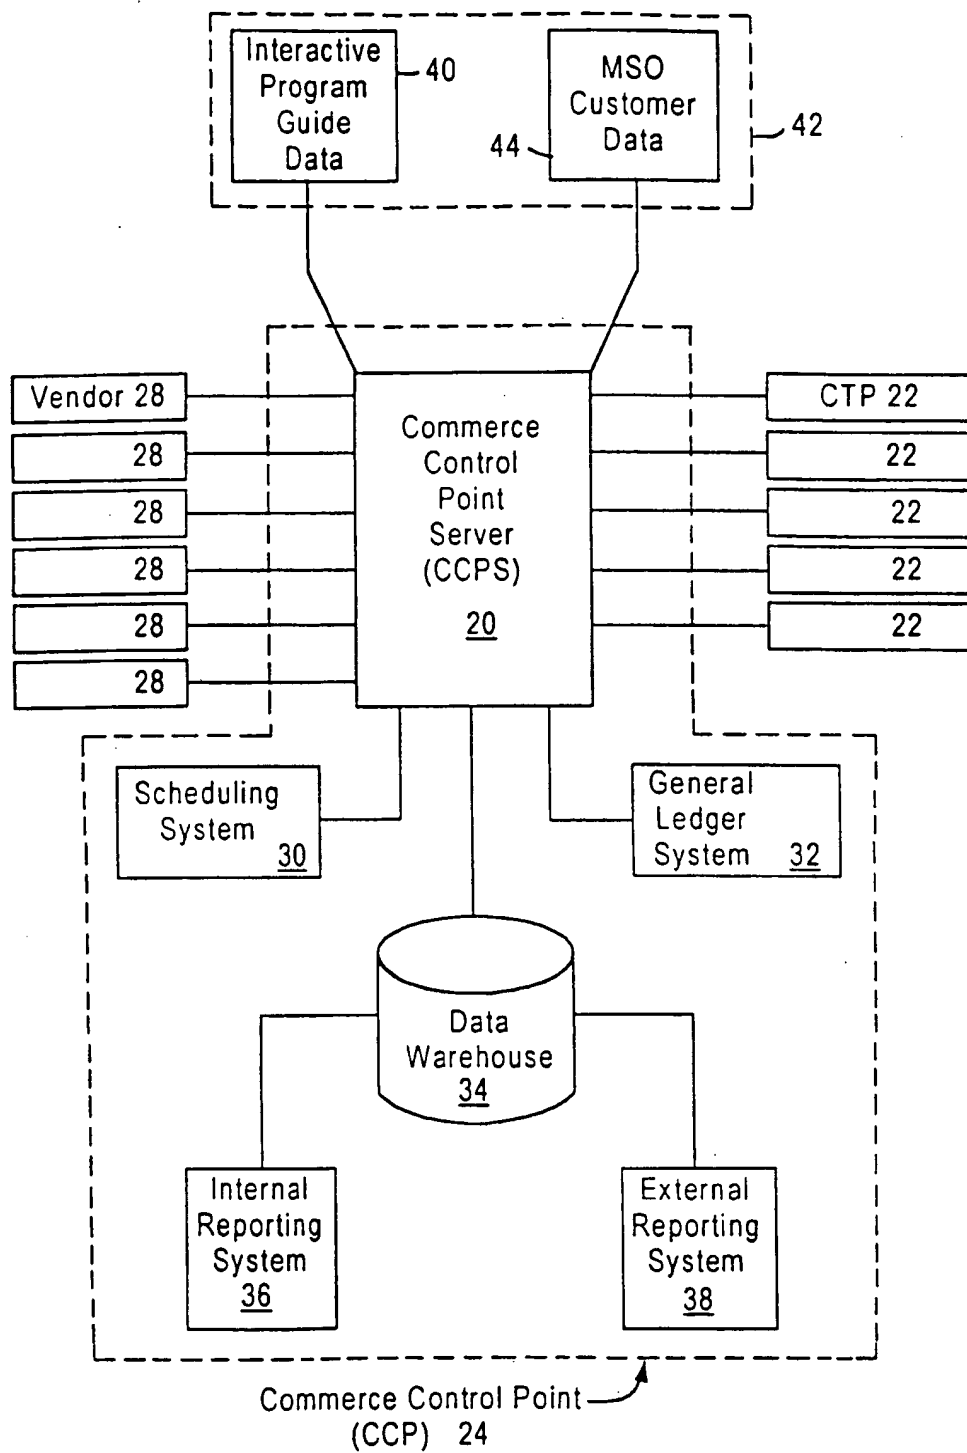 Interactive
Program
Guide
Data
40
MSO
Customer
Data
44
42
Vendor 28
28
28
28
28
28
Commerce
Control
Point
Server
(CCPS)
20
CTP 22
22
22
22
22
Scheduling
System
30
General
Ledger
System 32
Data
Warehouse
34
Internal
Reporting
System
36
External
Reporting
System
38
Commerce Control Point
(CCP) 24